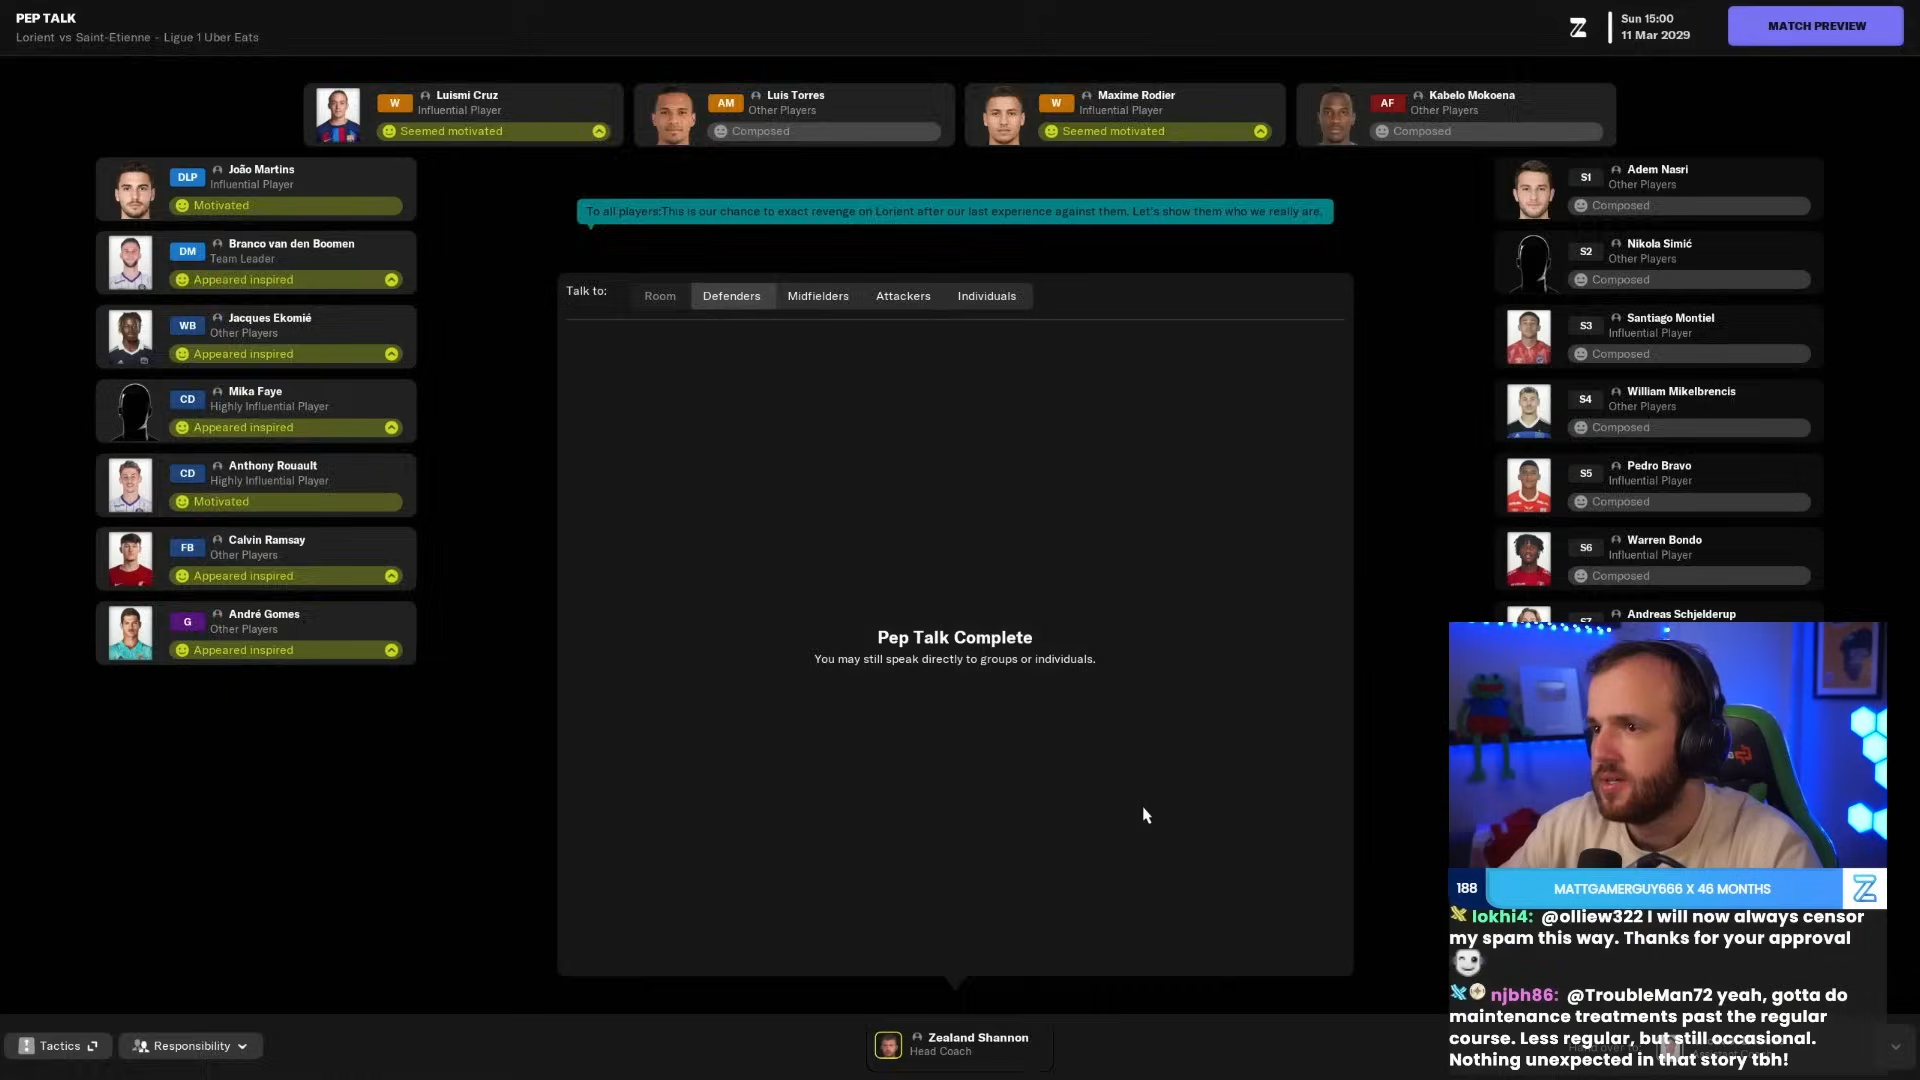 PEP TALK
Lorient vs Saint-Etienne - Ligue 1 Uber Eats
Sun 15:00
11 Mar 2029
MATCH PREVIEW
W
Luismi Cruz
Influential Player
Seemed motivated
AM
Luis Torres
Other Players
Composed
W
Maxime Rodier
Influential Player
Seemed motivated
AF
Kabelo Mokoena
Other Players
Composed
DLP
João Martins
Influential Player
Motivated
DM
Branco van den Boomen
Team Leader
Appeared inspired
WB
Jacques Ekomié
Other Players
Appeared inspired
CD
Mika Faye
Highly Influential Player
Appeared inspired
CD
Anthony Rouault
Highly Influential Player
Motivated
FB
Calvin Ramsay
Other Players
Appeared inspired
G
André Gomes
Other Players
Appeared inspired
To all players:This is our chance to exact revenge on Lorient after our last experience against them. Let's show them who we really are.
Talk to:
Room
Defenders
Midfielders
Attackers
Individuals
Pep Talk Complete
You may still speak directly to groups or individuals.
S1
Adem Nasri
Other Players
Composed
S2
Nikola Simić
Other Players
Composed
S3
Santiago Montiel
Influential Player
Composed
S4
William Mikelbrencis
Other Players
Composed
S5
Pedro Bravo
Influential Player
Composed
S6
Warren Bondo
Influential Player
Composed
Andreas Schjelderup
188
MATTGAMERGUY666 X 46 MONTHS
lokhi4: @olliew322 I will now always censor
my spam this way. Thanks for your approval
njbh86: @TroubleMan72 yeah, gotta do
maintenance treatments past the regular
course. Less regular, but still occasional.
Nothing unexpected in that story tbh!
Tactics
Responsibility
Zealand Shannon
Head Coach